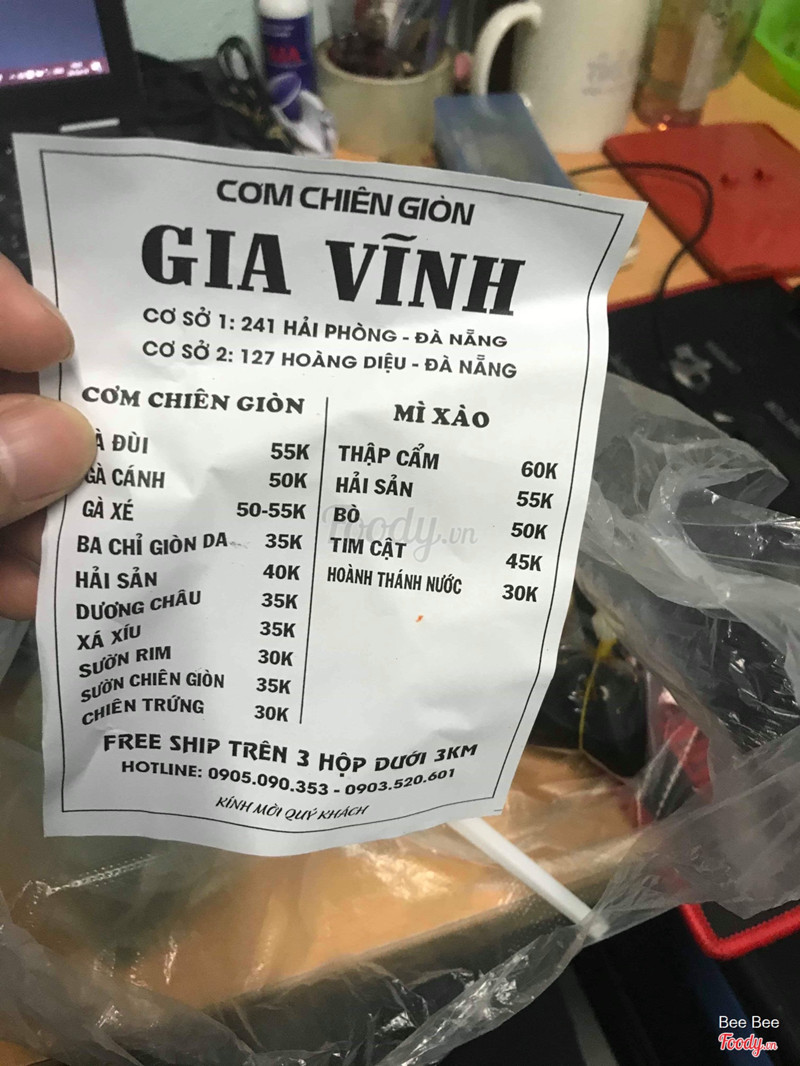 CƠM CHIÊN GIÒN
GIA VĨNH
CƠ SỞ 1: 241 HẢI PHÒNG - ĐÀ NẴNG
CƠ SỞ 2: 127 HOÀNG DIỆU - ĐÀ NẴNG
CƠM CHIÊN GIÒN
À ĐÙI 55K
GÀ CÁNH 50K
GÀ XÉ 50-55K
BA CHỈ GIÒN DA 35K
HẢI SẢN 40K
DƯƠNG CHÂU 35K
XÁ XÍU 35K
SƯỜN RIM 30K
SƯỜN CHIÊN GIÒN 35K
CHIÊN TRỨNG 30K
MÌ XÀO
THẬP CẨM 60K
HẢI SẢN 55K
BÒ 50K
TIM CẬT 45K
HOÀNH THÁNH NƯỚC 30K
FREE SHIP TRÊN 3 HỘP DƯỚI 3KM
HOTLINE: 0905.090.353 - 0903.520.601
KÍNH MỜI QUÝ KHÁCH
Foody.vn
Bee Bee
Foody.vn